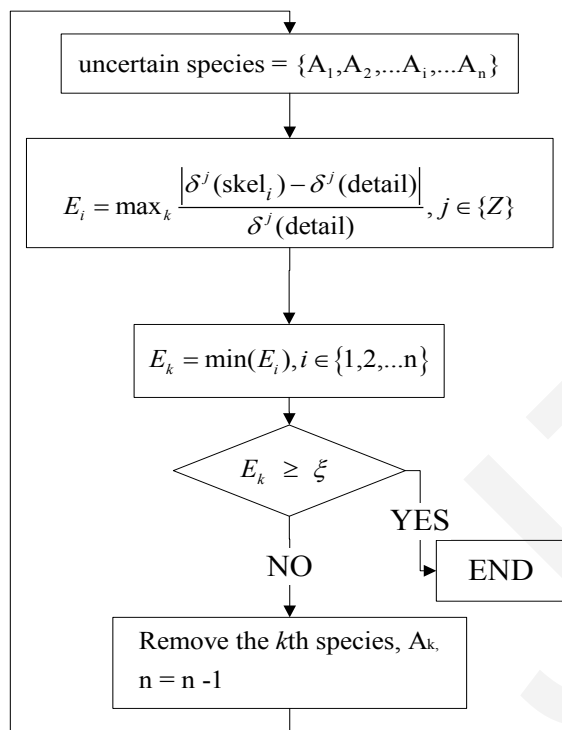 uncertain species = {A₁,A₂,...Aᵢ,...Aₙ}
Eᵢ = maxₖ |δʲ(skelᵢ) − δʲ(detail)| / δʲ(detail), j ∈ {Z}
Eₖ = min(Eᵢ), i ∈ {1,2,...n}
Eₖ ≥ ξ
YES
NO
END
Remove the kth species, Aₖ,
n = n -1